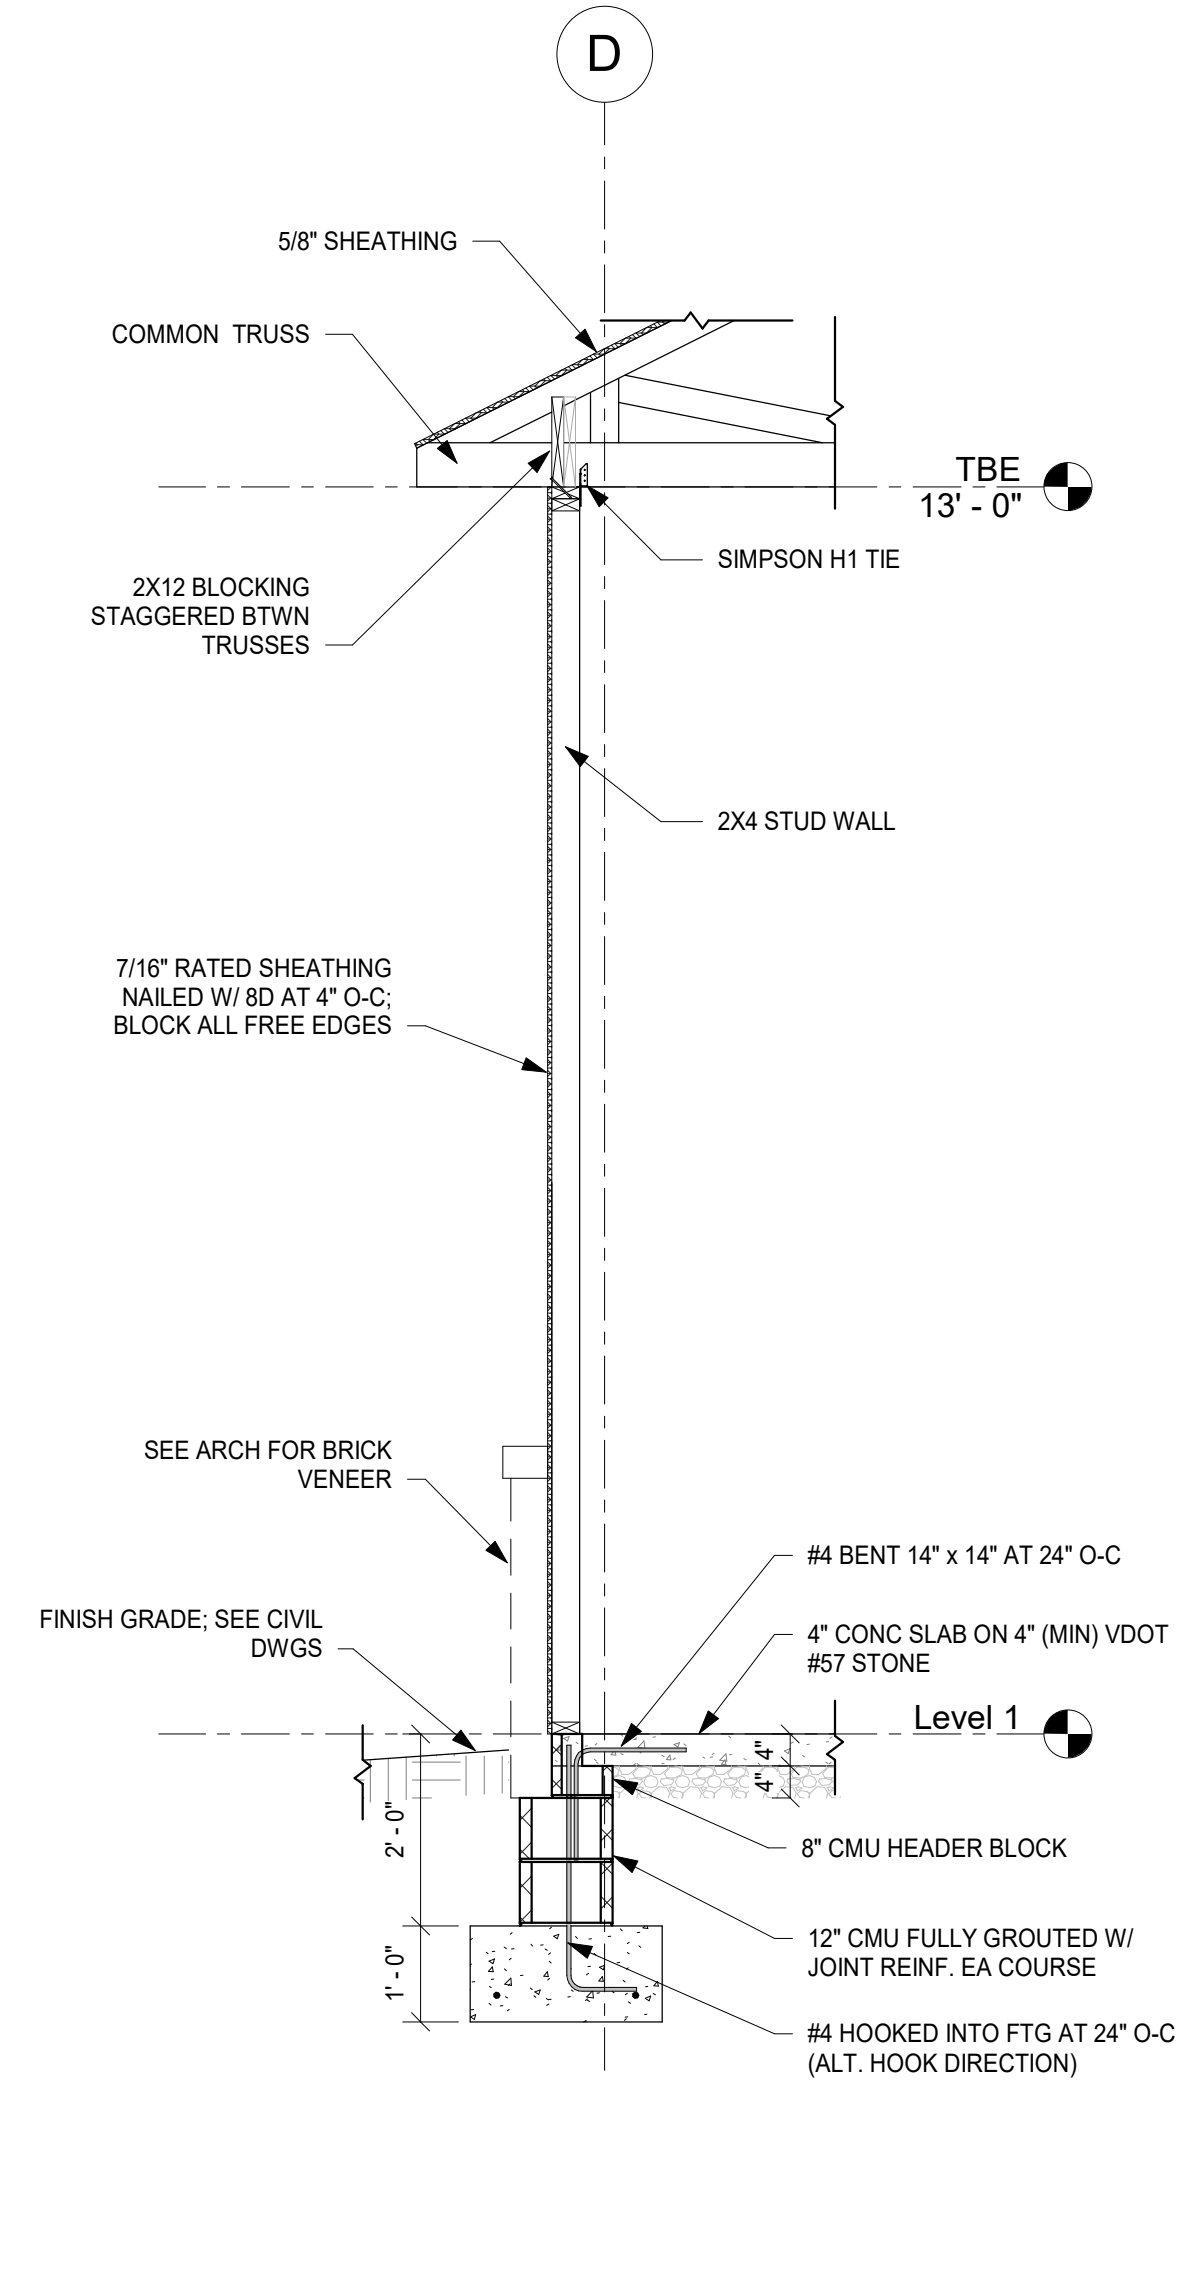 D
5/8" SHEATHING
COMMON TRUSS
TBE
13' - 0"
SIMPSON H1 TIE
2X12 BLOCKING
STAGGERED BTWN
TRUSSES
2X4 STUD WALL
7/16" RATED SHEATHING
NAILED W/ 8D AT 4" O-C;
BLOCK ALL FREE EDGES
SEE ARCH FOR BRICK
VENEER
#4 BENT 14" x 14" AT 24" O-C
FINISH GRADE; SEE CIVIL
DWGS
4" CONC SLAB ON 4" (MIN) VDOT
#57 STONE
Level 1
4"
4"
2' - 0"
8" CMU HEADER BLOCK
12" CMU FULLY GROUTED W/
JOINT REINF. EA COURSE
1' - 0"
#4 HOOKED INTO FTG AT 24" O-C
(ALT. HOOK DIRECTION)